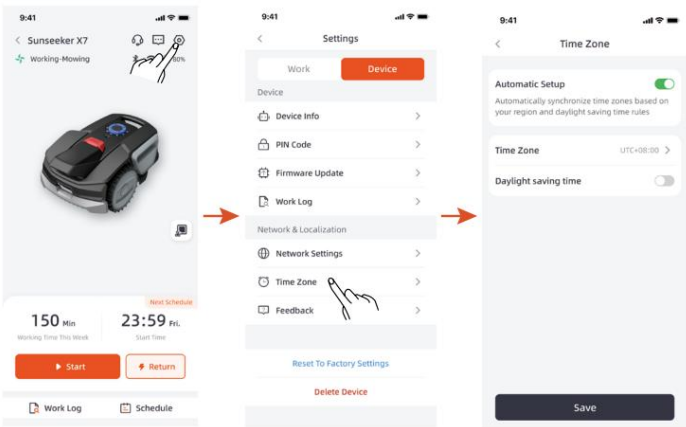 9:41
Sunseeker X7
Working-Mowing
80%
Next Schedule
150 Min
23:59 Fri.
Working Time This Week
Start Time
Start
Return
Work Log
Schedule
9:41
Settings
Work
Device
Device
Device Info
PIN Code
Firmware Update
Work Log
Network & Localization
Network Settings
Time Zone
Feedback
Reset To Factory Settings
Delete Device
9:41
Time Zone
Automatic Setup
Automatically synchronize time zones based on
your region and daylight saving time rules
Time Zone
UTC+08:00
Daylight saving time
Save